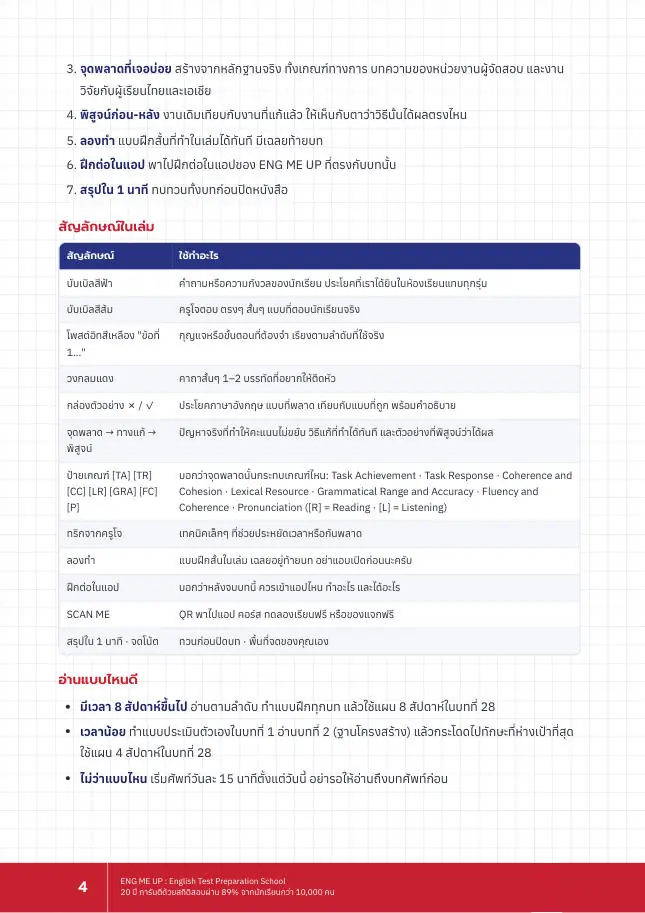 3. จุดพลาดที่เจอบ่อย สร้างจากหลักฐานจริง ทั้งเกณฑ์ทางการ บทความของหน่วยงานผู้จัดสอบ และงาน
วิจัยกับผู้เรียนไทยและเอเชีย
4. พิสูจน์ก่อน-หลัง งานเดิมเทียบกับงานที่แก้แล้ว ให้เห็นกับตาว่าวิธีนั้นได้ผลตรงไหน
5. ลองทำ แบบฝึกสั้นที่ทำในเล่มได้ทันที มีเฉลยท้ายบท
6. ฝึกต่อในแอป พาไปฝึกต่อในแอปของ ENG ME UP ที่ตรงกับบทนั้น
7. สรุปใน 1 นาที ทบทวนทั้งบทก่อนปิดหนังสือ
สัญลักษณ์ในเล่ม
สัญลักษณ์ ใช้ทำอะไร
บับเบิลสีฟ้า คำถามหรือความกังวลของนักเรียน ประโยคที่เราได้ยินในห้องเรียนแทบทุกรุ่น
บับเบิลสีส้ม ครูโจตอบ ตรงๆ สั้นๆ แบบที่ตอบนักเรียนจริง
โพสต์อิทสีเหลือง "ข้อที่ กุญแจหรือขั้นตอนที่ต้องจำ เรียงตามลำดับที่ใช้จริง
1…"
วงกลมแดง คาถาสั้นๆ 1–2 บรรทัดที่อยากให้ติดหัว
กล่องตัวอย่าง ✕ / ✓ ประโยคภาษาอังกฤษ แบบที่พลาด เทียบกับแบบที่ถูก พร้อมคำอธิบาย
จุดพลาด → ทางแก้ → ปัญหาจริงที่ทำให้คะแนนไม่ขยับ วิธีแก้ที่ทำได้ทันที และตัวอย่างที่พิสูจน์ว่าได้ผล
พิสูจน์
ป้ายเกณฑ์ [TA] [TR] บอกว่าจุดพลาดนั้นกระทบเกณฑ์ไหน: Task Achievement · Task Response · Coherence and
[CC] [LR] [GRA] [FC] Cohesion · Lexical Resource · Grammatical Range and Accuracy · Fluency and
[P] Coherence · Pronunciation ([R] = Reading · [L] = Listening)
ทริกจากครูโจ เทคนิคเล็กๆ ที่ช่วยประหยัดเวลาหรือกันพลาด
ลองทำ แบบฝึกสั้นในเล่ม เฉลยอยู่ท้ายบท อย่าแอบเปิดก่อนนะครับ
ฝึกต่อในแอป บอกว่าหลังจบบทนี้ ควรเข้าแอปไหน ทำอะไร และได้อะไร
SCAN ME QR พาไปแอป คอร์ส ทดลองเรียนฟรี หรือของแจกฟรี
สรุปใน 1 นาที · จดโน้ต ทวนก่อนปิดบท · พื้นที่จดของคุณเอง
อ่านแบบไหนดี
• มีเวลา 8 สัปดาห์ขึ้นไป อ่านตามลำดับ ทำแบบฝึกทุกบท แล้วใช้แผน 8 สัปดาห์ในบทที่ 28
• เวลาน้อย ทำแบบประเมินตัวเองในบทที่ 1 อ่านบทที่ 2 (ฐานโครงสร้าง) แล้วกระโดดไปทักษะที่ห่างเป้าที่สุด
ใช้แผน 4 สัปดาห์ในบทที่ 28
• ไม่ว่าแบบไหน เริ่มศัพท์วันละ 15 นาทีตั้งแต่วันนี้ อย่ารอให้อ่านถึงบทศัพท์ก่อน
4
ENG ME UP : English Test Preparation School
20 ปี การันตีด้วยสถิติสอบผ่าน 89% จากนักเรียนกว่า 10,000 คน